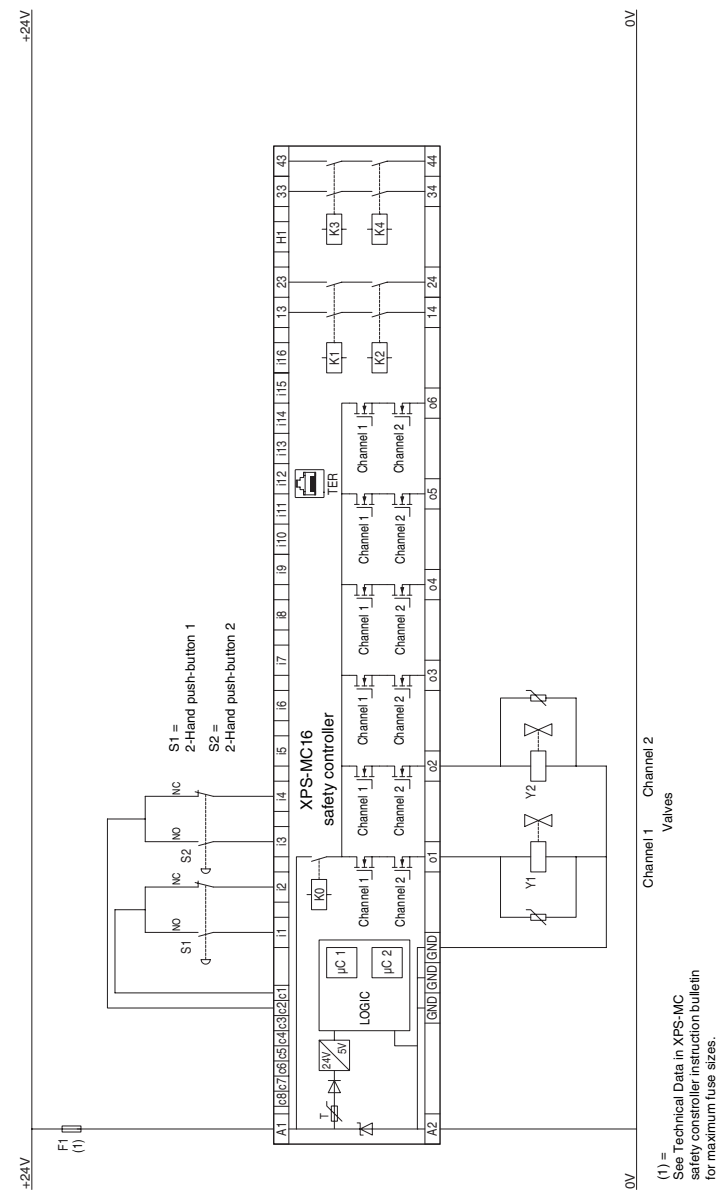 +24V
+24V
F1
(1)
S1 =
2-Hand push-button 1
S2 =
2-Hand push-button 2
S1
NO
NC
S2
NO
NC
A1
c8
c7
c6
c5
c4
c3
c2
c1
i1
i2
i3
i4
i5
i6
i7
i8
i9
i10
i11
i12
i13
i14
i15
i16
13
23
H1
33
43
XPS-MC16
safety controller
TER
T
24V
5V
LOGIC
µC 1
µC 2
K0
K1
K2
K3
K4
Channel 1
Channel 2
Channel 1
Channel 2
Channel 1
Channel 2
Channel 1
Channel 2
Channel 1
Channel 2
Channel 1
Channel 2
A2
GND
GND
GND
o1
o2
o3
o4
o5
o6
14
24
34
44
Y1
Y2
0V
0V
Channel 1
Channel 2
Valves
(1) =
See Technical Data in XPS-MC
safety constroller instruction bulletin
for maximum fuse sizes.